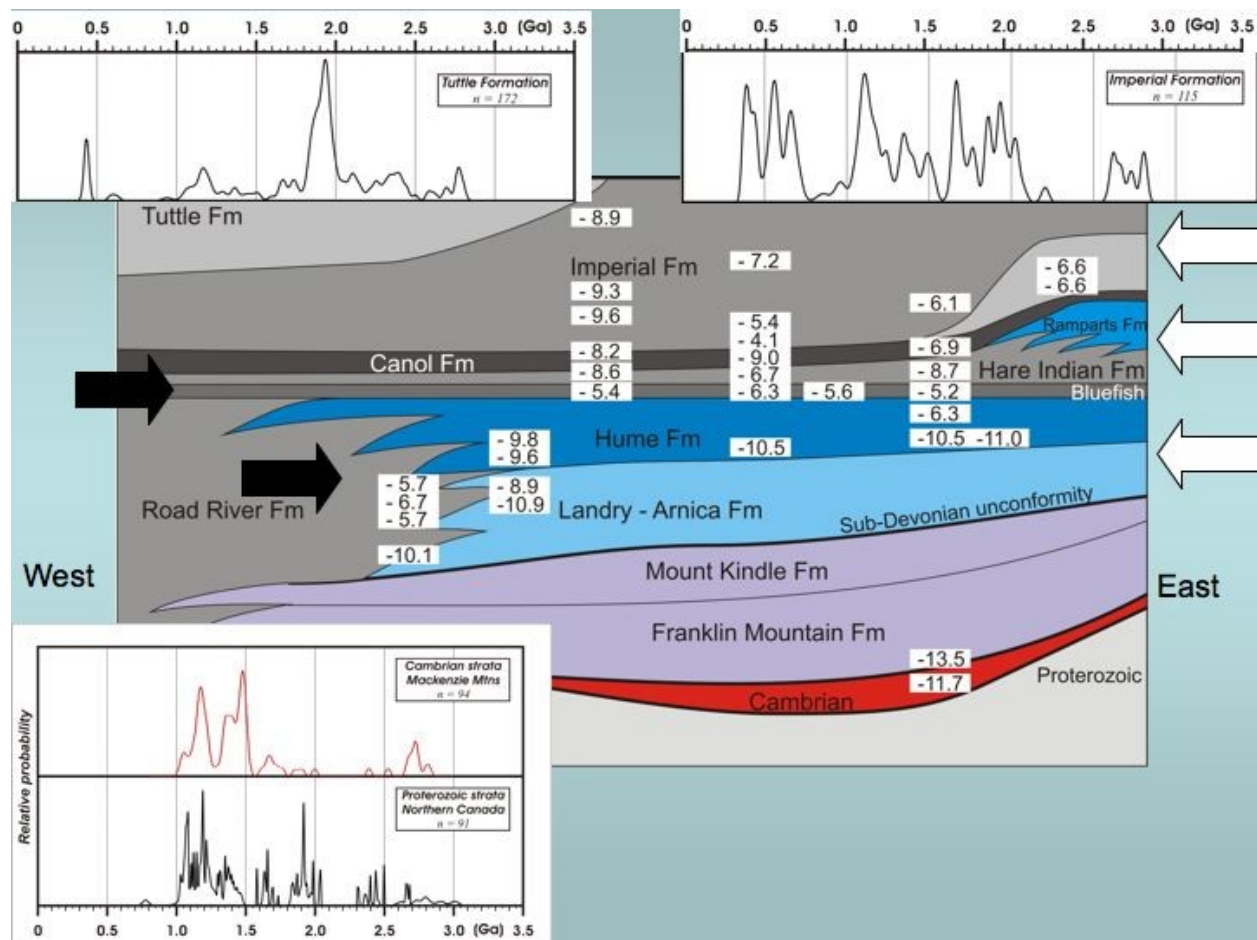 0 0.5 1.0 1.5 2.0 2.5 3.0 (Ga) 3.5
Tuttle Formation
n = 172
0 0.5 1.0 1.5 2.0 2.5 3.0 (Ga) 3.5
Imperial Formation
n = 115
Tuttle Fm
- 8.9
Imperial Fm
- 7.2
- 6.6
- 6.6
- 9.3
- 9.6
- 6.1
- 5.4
- 4.1
- 9.0
- 6.7
- 6.3
Ramparts Fm
Canol Fm
- 8.2
- 8.6
- 5.4
- 5.6
- 6.9
- 8.7
- 5.2
- 6.3
Hare Indian Fm
Bluefish
Hume Fm
- 9.8
- 9.6
-10.5
-10.5 -11.0
Road River Fm
- 5.7
- 6.7
- 5.7
- 8.9
-10.9
Landry - Arnica Fm
Sub-Devonian unconformity
-10.1
West
East
Mount Kindle Fm
Franklin Mountain Fm
-13.5
-11.7
Cambrian
Proterozoic
Relative probability
Cambrian strata
Mackenzie Mtns
n = 94
Proterozoic strata
Northern Canada
n = 91
0.0 0.5 1.0 1.5 2.0 2.5 (Ga) 3.0 3.5